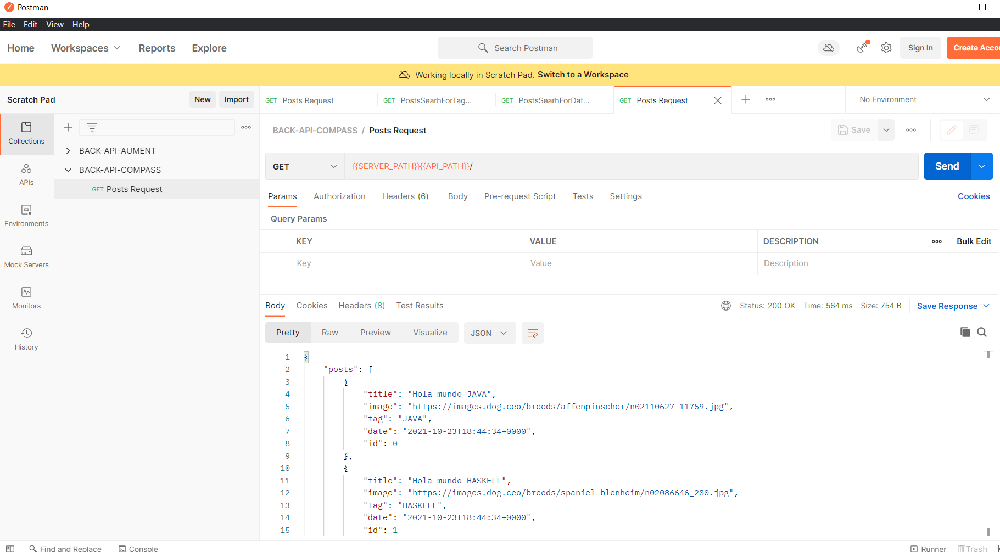 Postman
File Edit View Help
Home Workspaces Reports Explore Search Postman Sign In Create Accou
Working locally in Scratch Pad. Switch to a Workspace
Scratch Pad New Import GET Posts Request GET PostsSearhForTag... GET PostsSearhForDat... GET Posts Request No Environment
Collections
APIs
Environments
Mock Servers
Monitors
History
BACK-API-AUMENT
BACK-API-COMPASS
GET Posts Request
BACK-API-COMPASS / Posts Request Save
GET {{SERVER_PATH}}{{API_PATH}}/ Send
Params Authorization Headers (6) Body Pre-request Script Tests Settings Cookies
Query Params
KEY VALUE DESCRIPTION Bulk Edit
Key Value Description
Body Cookies Headers (8) Test Results Status: 200 OK Time: 564 ms Size: 754 B Save Response
Pretty Raw Preview Visualize JSON
1 {
2 "posts": [
3 {
4 "title": "Hola mundo JAVA",
5 "image": "https://images.dog.ceo/breeds/affenpinscher/n02110627_11759.jpg",
6 "tag": "JAVA",
7 "date": "2021-10-23T18:44:34+0000",
8 "id": 0
9 },
10 {
11 "title": "Hola mundo HASKELL",
12 "image": "https://images.dog.ceo/breeds/spaniel-blenheim/n02086646_280.jpg",
13 "tag": "HASKELL",
14 "date": "2021-10-23T18:44:34+0000",
15 "id": 1
Find and Replace Console Runner Trash